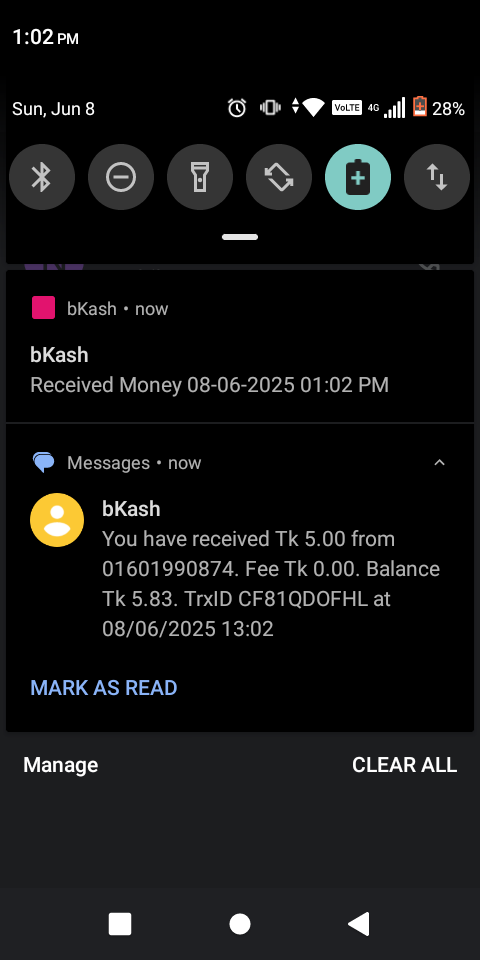 1:02 PM
Sun, Jun 8
VoLTE 4G 28%
bKash • now
bKash
Received Money 08-06-2025 01:02 PM
Messages • now
bKash
You have received Tk 5.00 from
01601990874. Fee Tk 0.00. Balance
Tk 5.83. TrxID CF81QDOFHL at
08/06/2025 13:02
MARK AS READ
Manage
CLEAR ALL